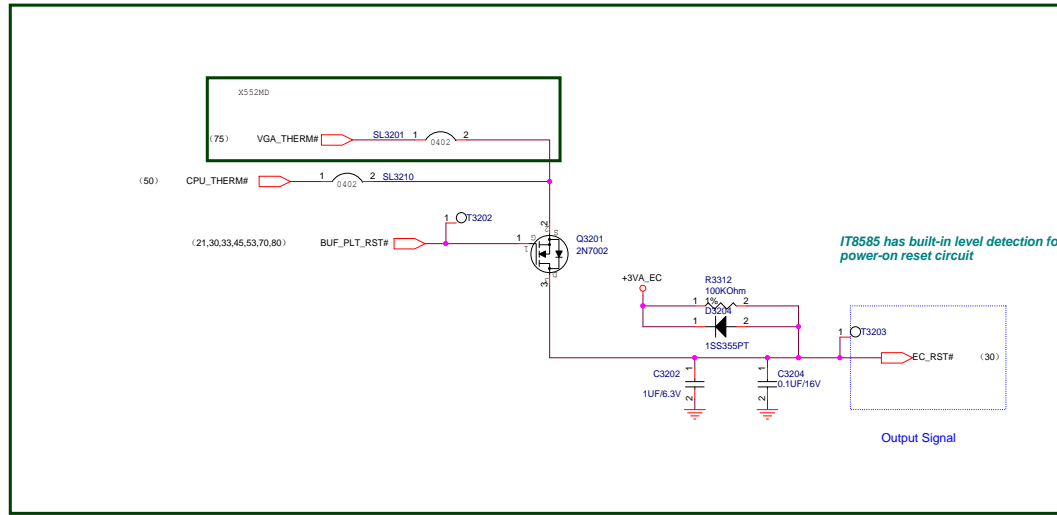 X552MD
(75) VGA_THERM# SL3201 1 2
0402
(50) CPU_THERM# 1 2 SL3210
0402
1 T3202
(21,30,33,45,53,70,80) BUF_PLT_RST# 1 G 1 2 S Q3201
2N7002
3 D
IT8585 has built-in level detection fo
power-on reset circuit
+3VA_EC
R3312
100KOhm
1 1% 2
D3204
1 2
1SS355PT
1 T3203
EC_RST# (30)
C3202 1 2
1UF/6.3V
C3204 1 2
0.1UF/16V
Output Signal